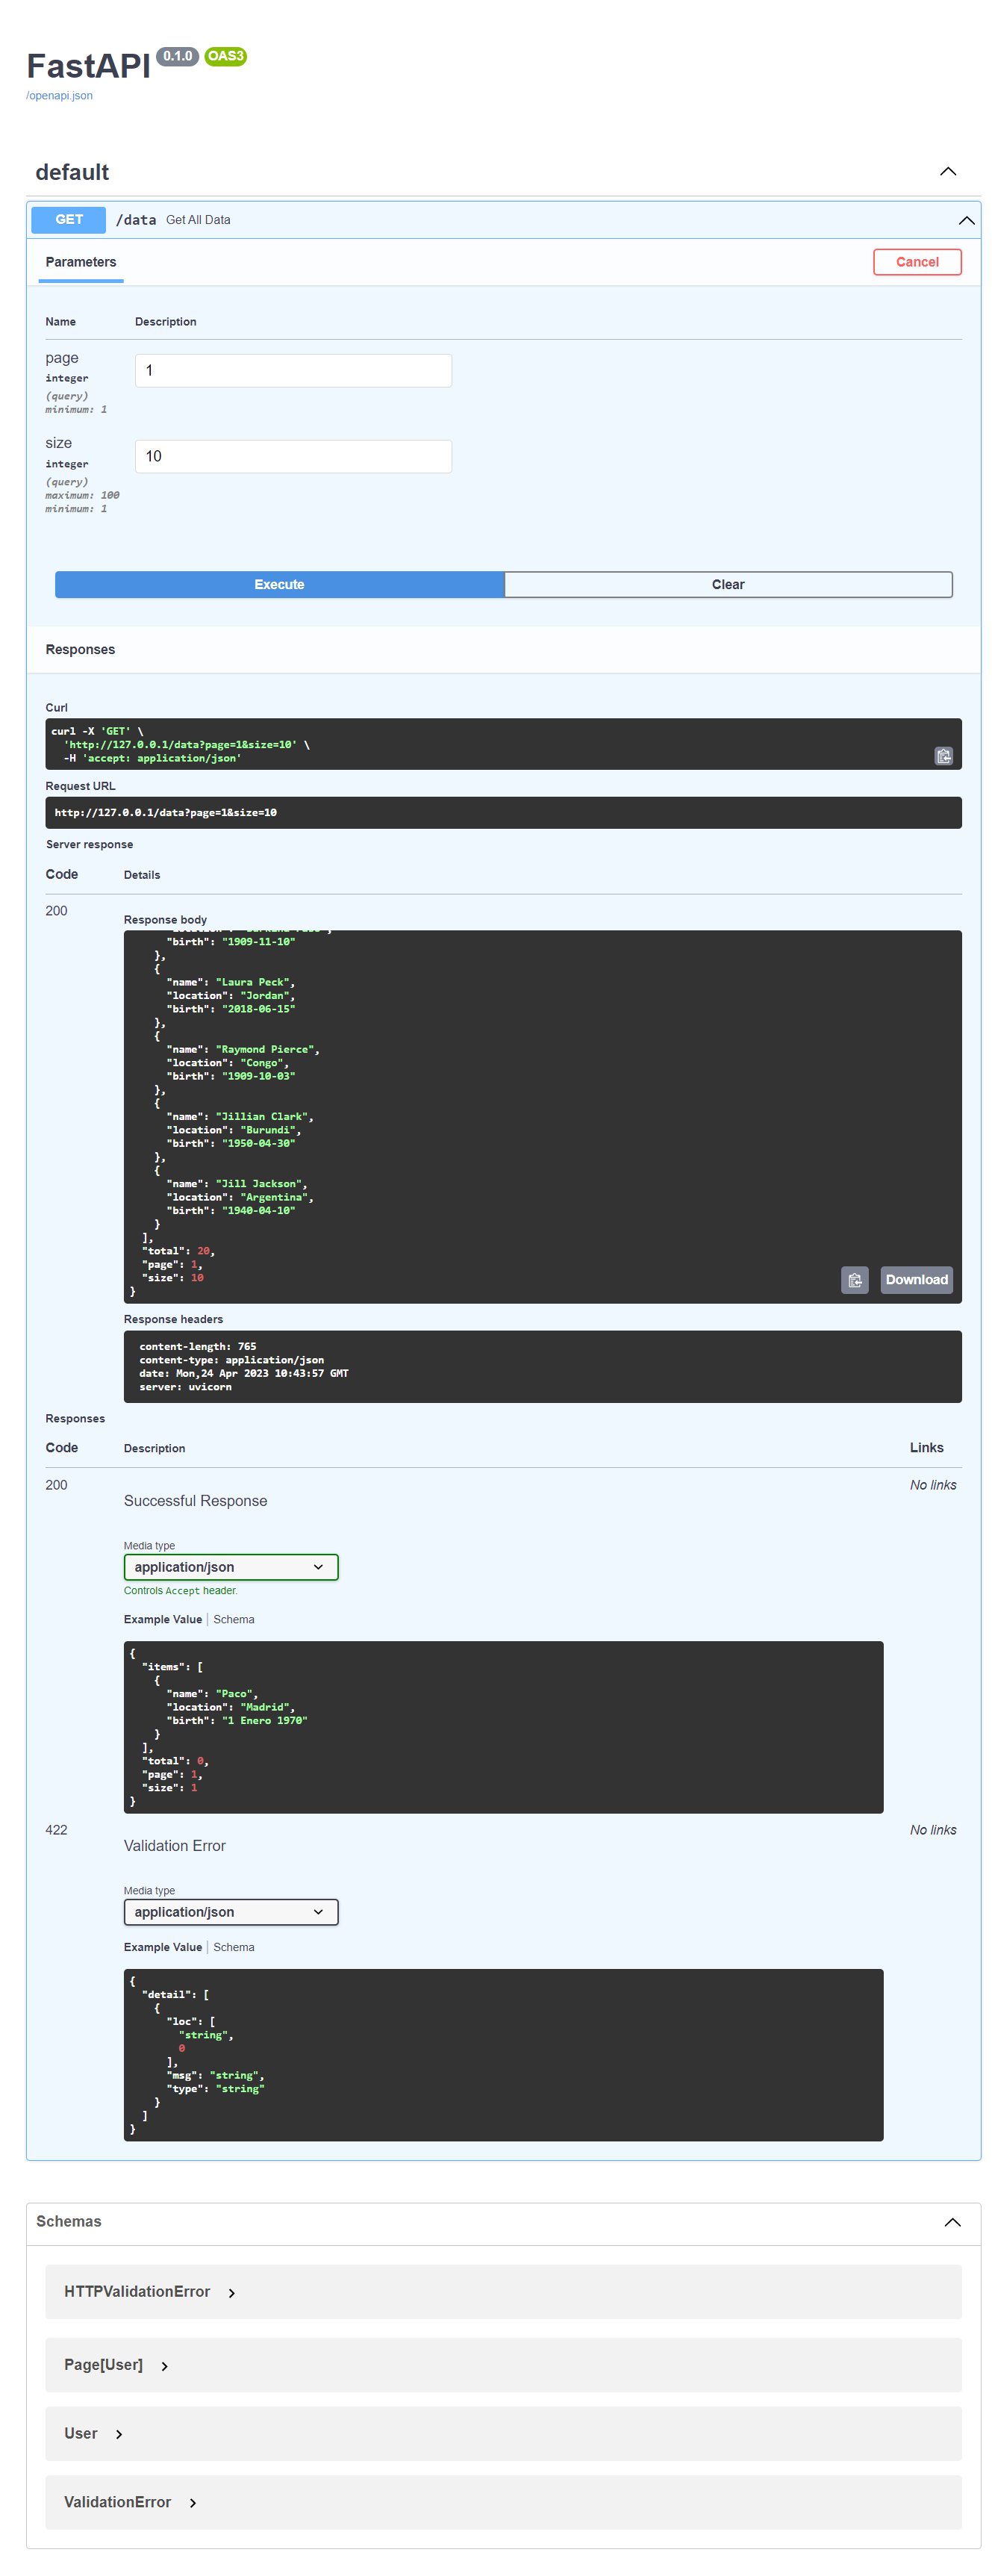 FastAPI 0.1.0 OAS3
/openapi.json
default
GET /data Get All Data
Parameters Cancel
Name Description
page 1
integer
(query)
minimum: 1
size 10
integer
(query)
maximum: 100
minimum: 1
Execute Clear
Responses
Curl
curl -X 'GET' \
'http://127.0.0.1/data?page=1&size=10' \
-H 'accept: application/json'
Request URL
http://127.0.0.1/data?page=1&size=10
Server response
Code Details
200
Response body
"birth": "1909-11-10"
},
{
"name": "Laura Peck",
"location": "Jordan",
"birth": "2018-06-15"
},
{
"name": "Raymond Pierce",
"location": "Congo",
"birth": "1909-10-03"
},
{
"name": "Jillian Clark",
"location": "Burundi",
"birth": "1950-04-30"
},
{
"name": "Jill Jackson",
"location": "Argentina",
"birth": "1940-04-10"
}
],
"total": 20,
"page": 1,
"size": 10
}
Download
Response headers
content-length: 765
content-type: application/json
date: Mon,24 Apr 2023 10:43:57 GMT
server: uvicorn
Responses
Code Description Links
200 No links
Successful Response
Media type
application/json
Controls Accept header.
Example Value | Schema
{
"items": [
{
"name": "Paco",
"location": "Madrid",
"birth": "1 Enero 1970"
}
],
"total": 0,
"page": 1,
"size": 1
}
422 No links
Validation Error
Media type
application/json
Example Value | Schema
{
"detail": [
{
"loc": [
"string",
0
],
"msg": "string",
"type": "string"
}
]
}
Schemas
HTTPValidationError
Page[User]
User
ValidationError